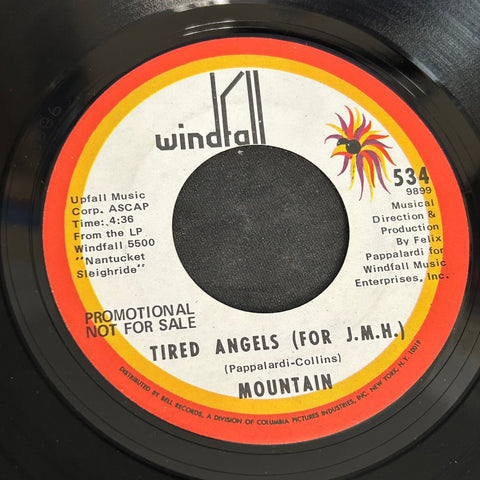 windfall
Upfall Music
Corp. ASCAP
Time: 4:36
From the LP
Windfall 5500
"Nantucket
Sleighride"
534
9899
Musical
Direction &
Production
By Felix
Pappalardi for
Windfall Music
Enterprises, Inc.
PROMOTIONAL
NOT FOR SALE
TIRED ANGELS (FOR J.M.H.)
(Pappalardi-Collins)
MOUNTAIN
DISTRIBUTED BY BELL RECORDS, A DIVISION OF COLUMBIA PICTURES INDUSTRIES, INC. NEW YORK, N.Y. 10019